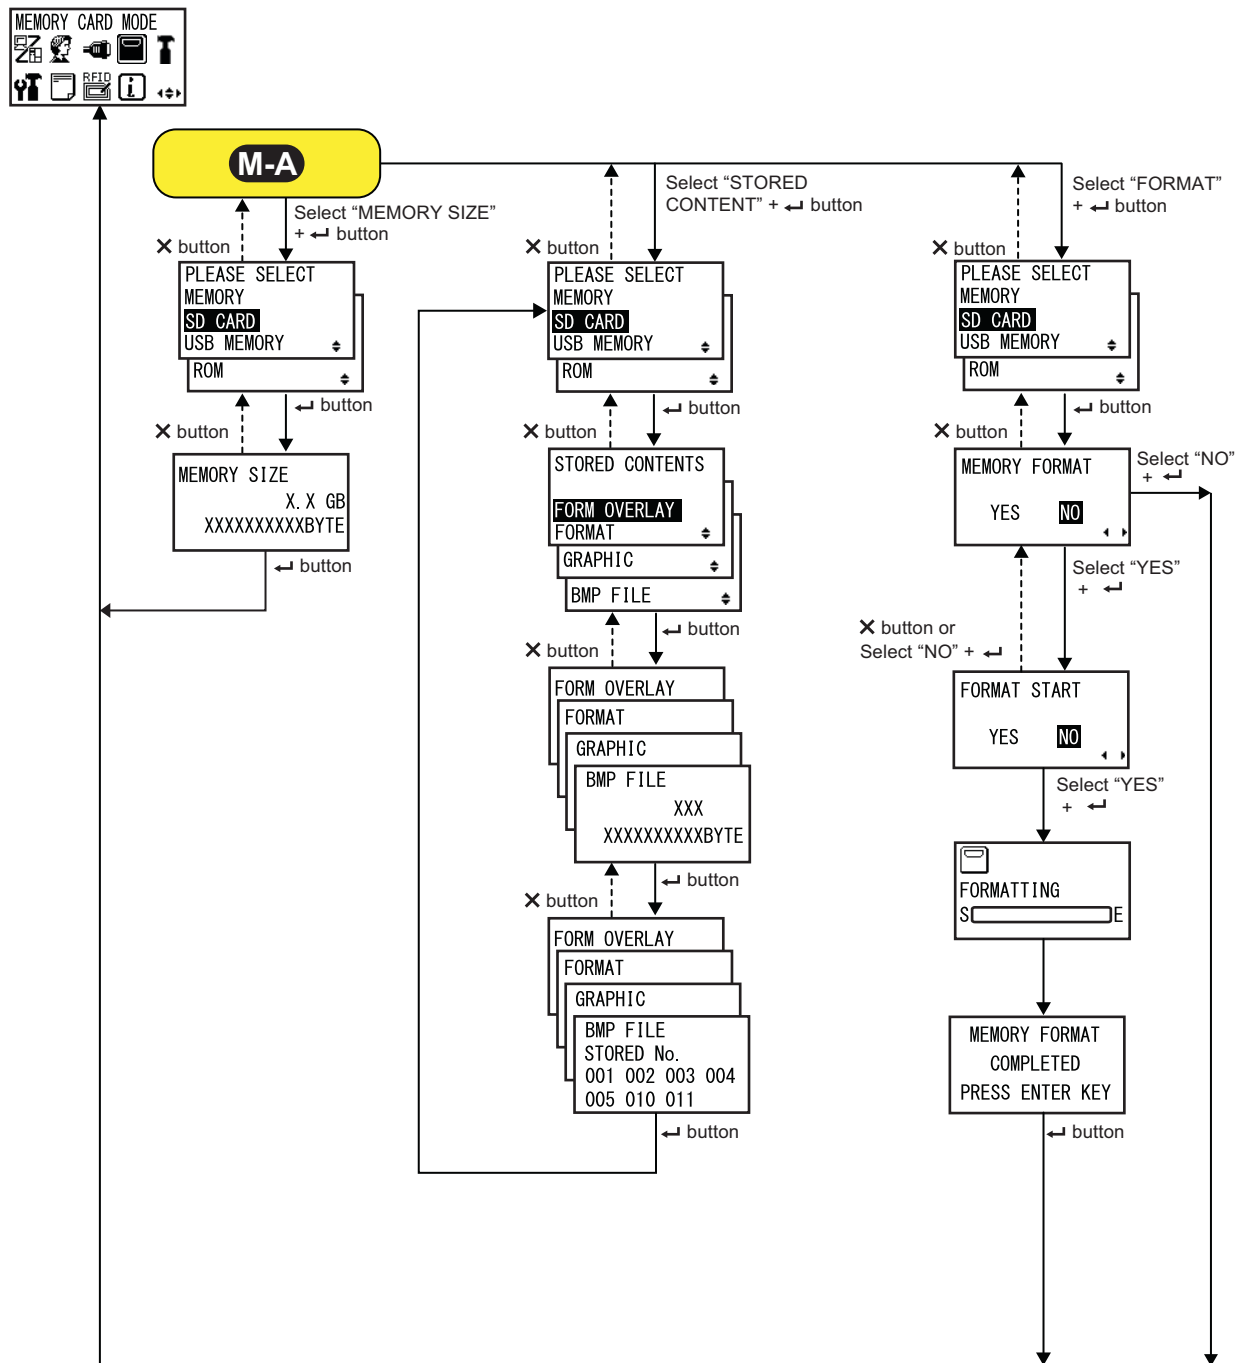 MEMORY CARD MODE
RFID
M-A
Select “MEMORY SIZE”
+ ↵ button
✕ button
PLEASE SELECT
MEMORY
SD CARD
USB MEMORY
ROM
↵ button
✕ button
MEMORY SIZE
X.X GB
XXXXXXXXXXBYTE
↵ button
Select “STORED
CONTENT” + ↵ button
✕ button
PLEASE SELECT
MEMORY
SD CARD
USB MEMORY
ROM
↵ button
✕ button
STORED CONTENTS
FORM OVERLAY
FORMAT
GRAPHIC
BMP FILE
↵ button
✕ button
FORM OVERLAY
FORMAT
GRAPHIC
BMP FILE
XXX
XXXXXXXXXXBYTE
↵ button
✕ button
FORM OVERLAY
FORMAT
GRAPHIC
BMP FILE
STORED No.
001 002 003 004
005 010 011
↵ button
Select “FORMAT”
+ ↵ button
✕ button
PLEASE SELECT
MEMORY
SD CARD
USB MEMORY
ROM
↵ button
✕ button
MEMORY FORMAT
YES NO
Select “NO”
+ ↵
Select “YES”
+ ↵
✕ button or
Select “NO” + ↵
FORMAT START
YES NO
Select “YES”
+ ↵
FORMATTING
S E
MEMORY FORMAT
COMPLETED
PRESS ENTER KEY
↵ button